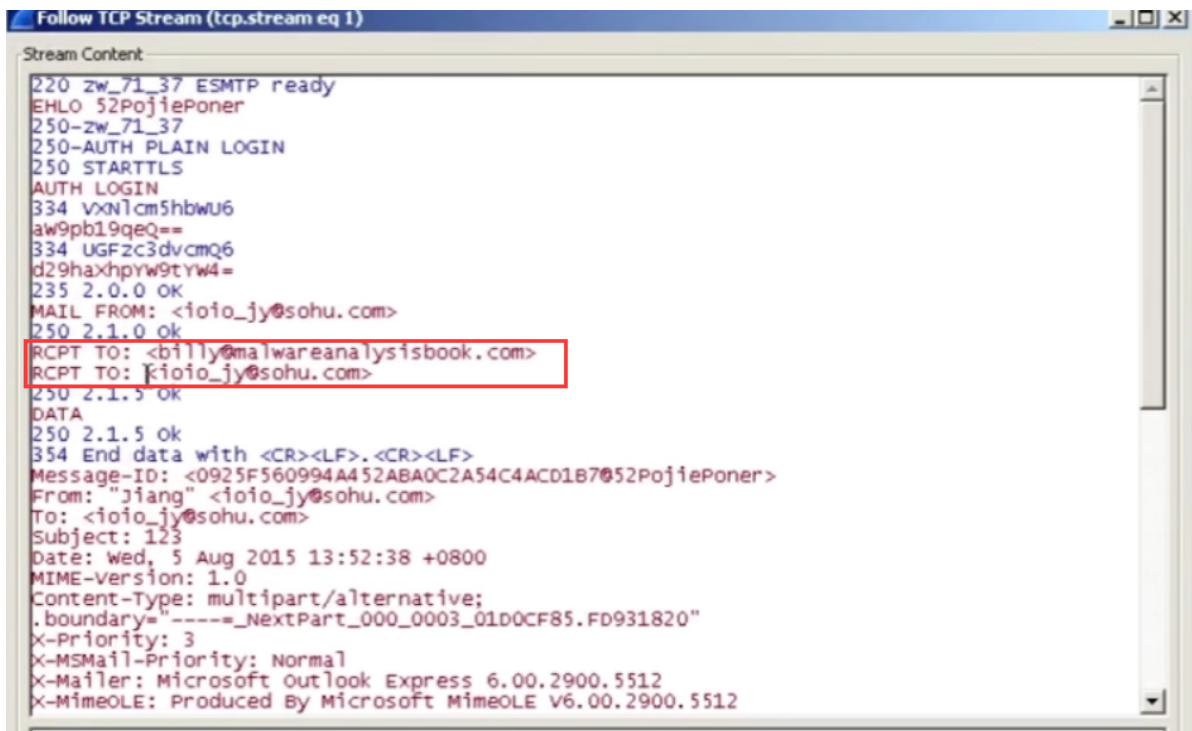 Follow TCP Stream (tcp.stream eq 1)
Stream Content
220 zw_71_37 ESMTP ready
EHLO 52PojiePoner
250-zw_71_37
250-AUTH PLAIN LOGIN
250 STARTTLS
AUTH LOGIN
334 VXNlcm5hbWU6
aW9pb19qeQ==
334 UGFzc3dvcmQ6
d29haXhpYW9tYW4=
235 2.0.0 OK
MAIL FROM: <ioio_jy@sohu.com>
250 2.1.0 Ok
RCPT TO: <billy@malwareanalysisbook.com>
RCPT TO: <ioio_jy@sohu.com>
250 2.1.5 Ok
DATA
250 2.1.5 Ok
354 End data with <CR><LF>.<CR><LF>
Message-ID: <0925F560994A452ABA0C2A54C4ACD1B7@52PojiePoner>
From: "Jiang" <ioio_jy@sohu.com>
To: <ioio_jy@sohu.com>
Subject: 123
Date: Wed, 5 Aug 2015 13:52:38 +0800
MIME-Version: 1.0
Content-Type: multipart/alternative;
.boundary="----=_NextPart_000_0003_01D0CF85.FD931820"
X-Priority: 3
X-MSMail-Priority: Normal
X-Mailer: Microsoft Outlook Express 6.00.2900.5512
X-MimeOLE: Produced By Microsoft MimeOLE V6.00.2900.5512